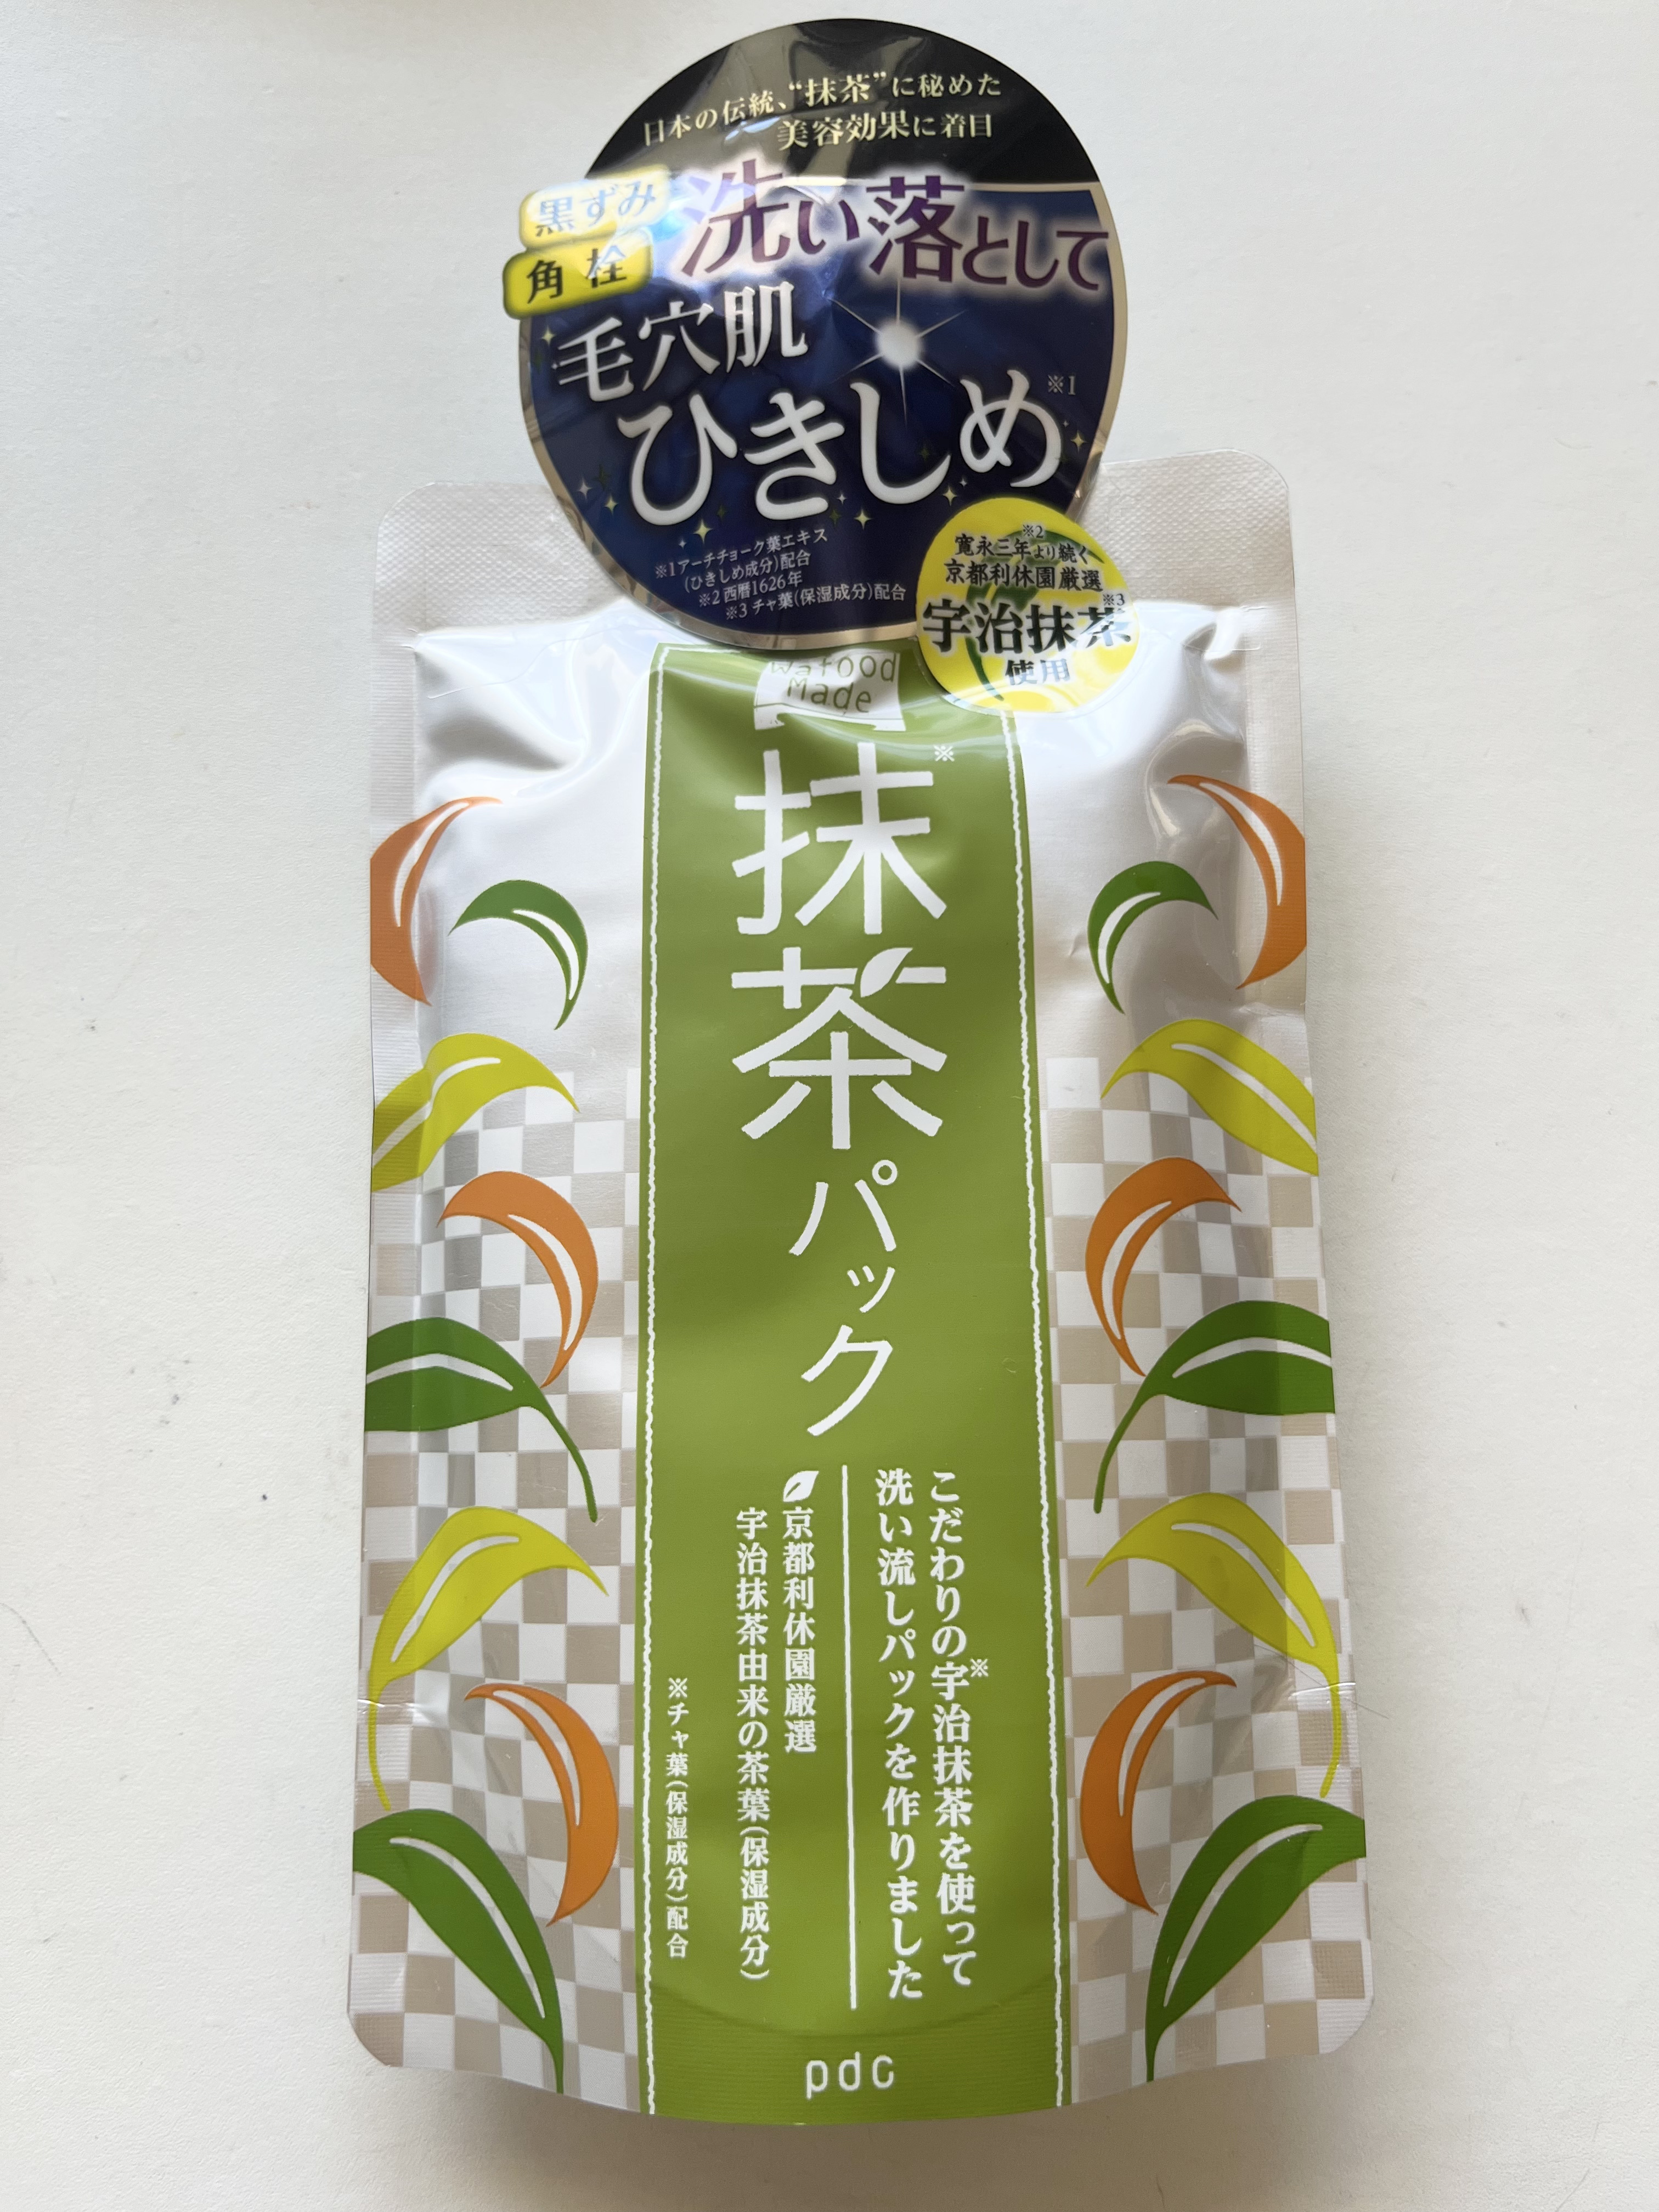 日本の伝統、“抹茶”に秘めた
美容効果に着目
黒ずみ
角栓
洗い落として
毛穴肌
ひきしめ※1
※1アーチチョーク葉エキス
(ひきしめ成分)配合
※2 西暦1626年
※3 チャ葉(保湿成分)配合
※2
寛永三年より続く
京都利休園厳選
宇治抹茶※3
使用
Wafood
Made
抹茶※
パック
こだわりの宇治抹茶※を使って
洗い流しパックを作りました
京都利休園厳選
宇治抹茶由来の茶葉(保湿成分)
※チャ葉(保湿成分)配合
pdc